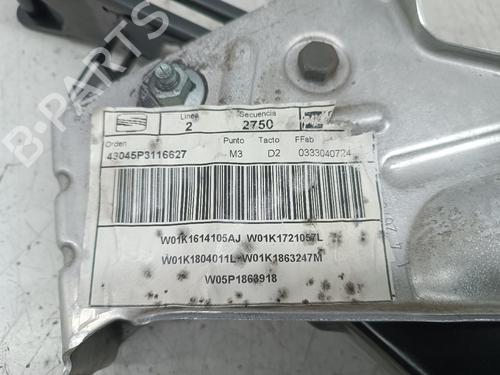 Linea Secuencia
2 2750
Orden Punto Tacto FFab
43045P3116627 M3 D2 0333040724
W01K1614105AJ W01K1721057L
W01K1804011L-W01K1863247M
W05P1863918
B-PARTS